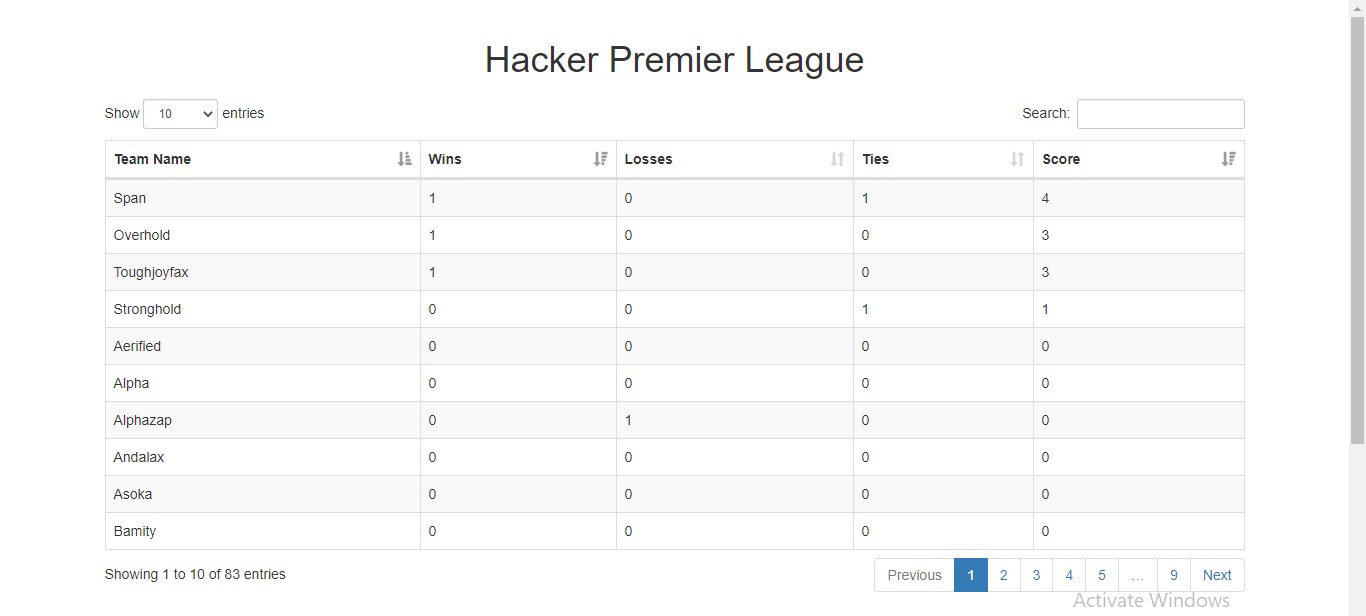 Hacker Premier League
Show 10 entries Search:
Team Name Wins Losses Ties Score
Span 1 0 1 4
Overhold 1 0 0 3
Toughjoyfax 1 0 0 3
Stronghold 0 0 1 1
Aerified 0 0 0 0
Alpha 0 0 0 0
Alphazap 0 1 0 0
Andalax 0 0 0 0
Asoka 0 0 0 0
Bamity 0 0 0 0
Showing 1 to 10 of 83 entries Previous 1 2 3 4 5 … 9 Next
Activate Windows